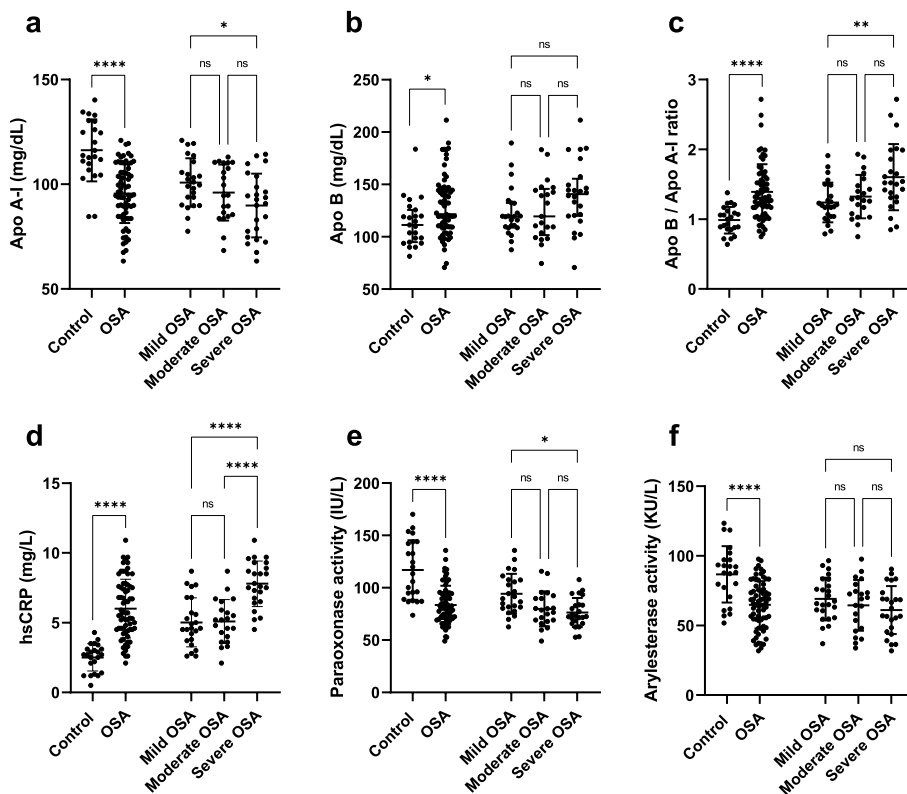 a
Apo A-I (mg/dL)
150
100
50
****
*
ns
ns
Control
OSA
Mild OSA
Moderate OSA
Severe OSA
b
Apo B (mg/dL)
250
200
150
100
50
*
ns
ns
ns
Control
OSA
Mild OSA
Moderate OSA
Severe OSA
c
Apo B / Apo A-I ratio
3
2
1
0
****
**
ns
ns
Control
OSA
Mild OSA
Moderate OSA
Severe OSA
d
hsCRP (mg/L)
15
10
5
0
****
****
****
ns
Control
OSA
Mild OSA
Moderate OSA
Severe OSA
e
Paraoxonase activity (IU/L)
200
150
100
50
0
****
*
ns
ns
Control
OSA
Mild OSA
Moderate OSA
Severe OSA
f
Arylesterase activity (KU/L)
150
100
50
0
****
ns
ns
ns
Control
OSA
Mild OSA
Moderate OSA
Severe OSA